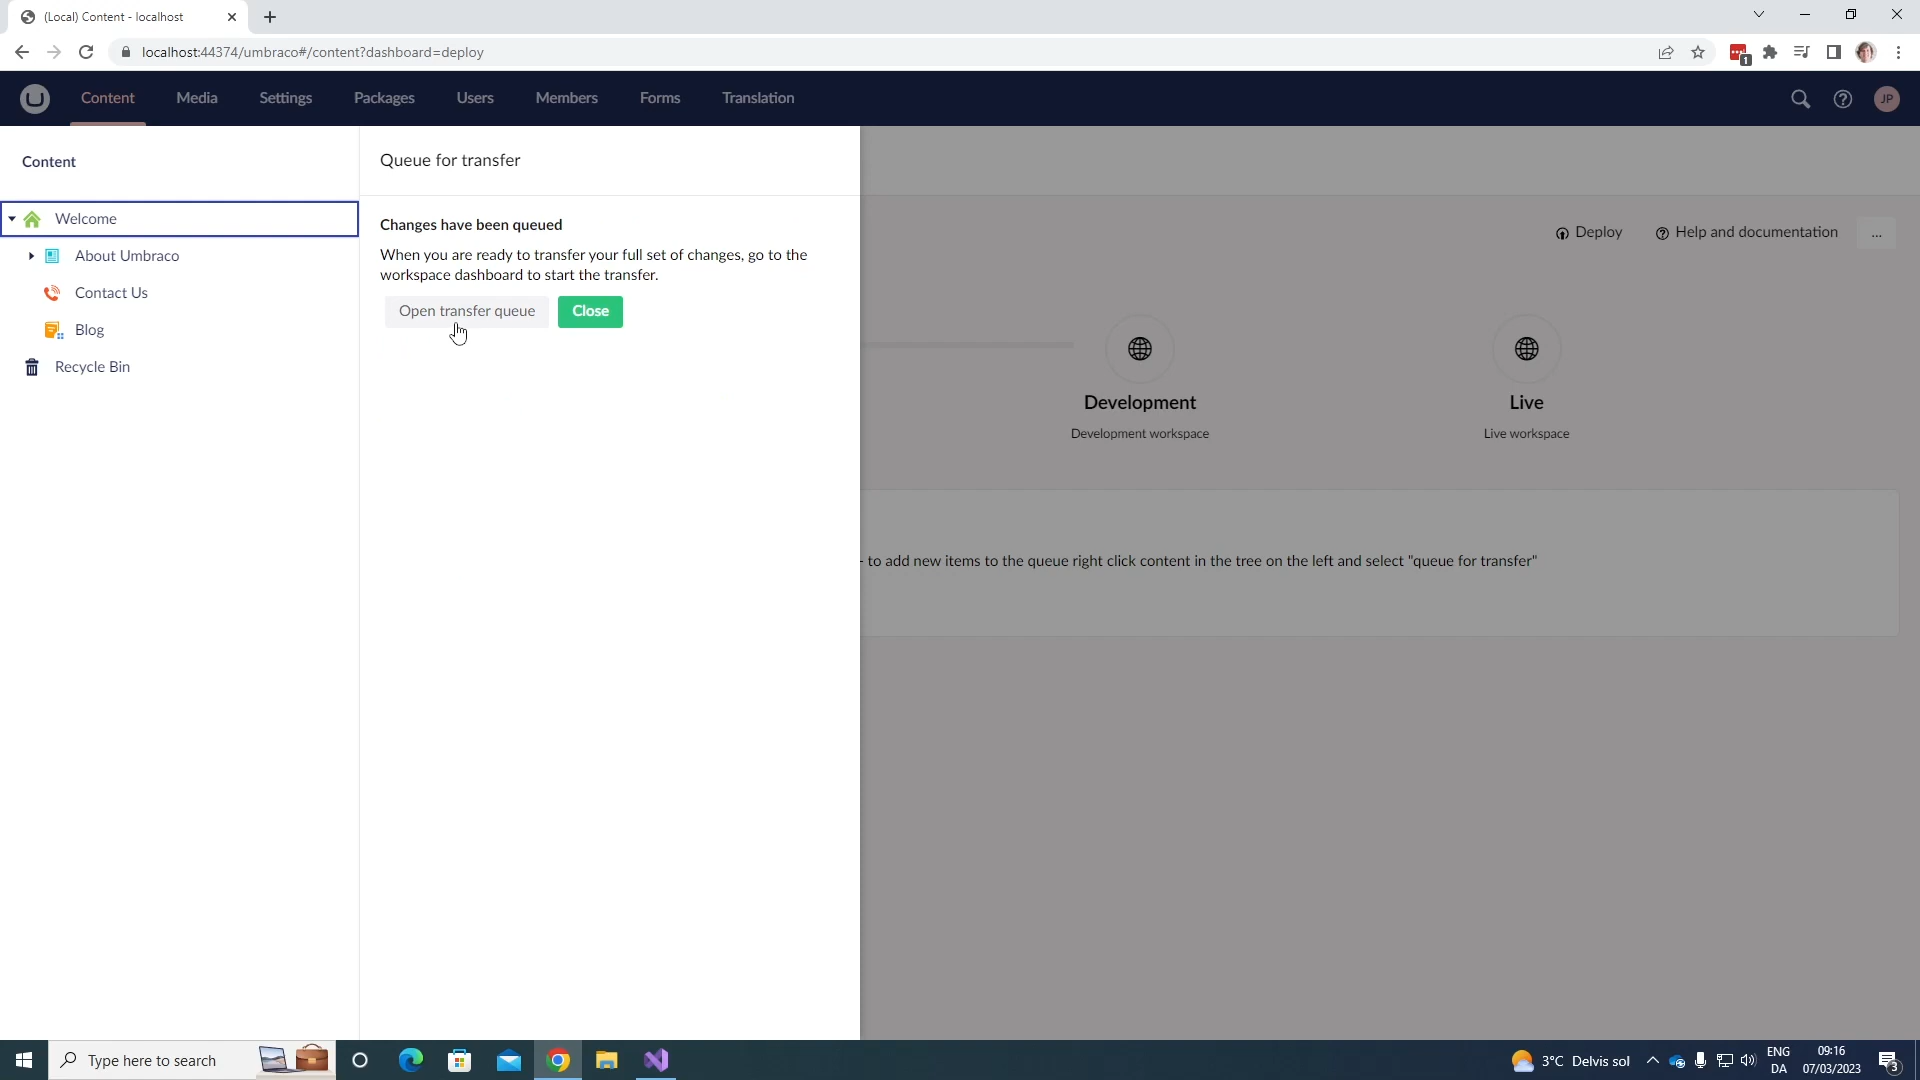 (Local) Content - localhost
localhost:44374/umbraco#/content?dashboard=deploy
1
Content
Media
Settings
Packages
Users
Members
Forms
Translation
JP
Content
Queue for transfer
Welcome
Changes have been queued
When you are ready to transfer your full set of changes, go to the
workspace dashboard to start the transfer.
Open transfer queue
Close
About Umbraco
Contact Us
Blog
Recycle Bin
Deploy
Help and documentation
...
Development
Development workspace
Live
Live workspace
- to add new items to the queue right click content in the tree on the left and select "queue for transfer"
Type here to search
3°C Delvis sol
ENG
DA
09:16
07/03/2023
3